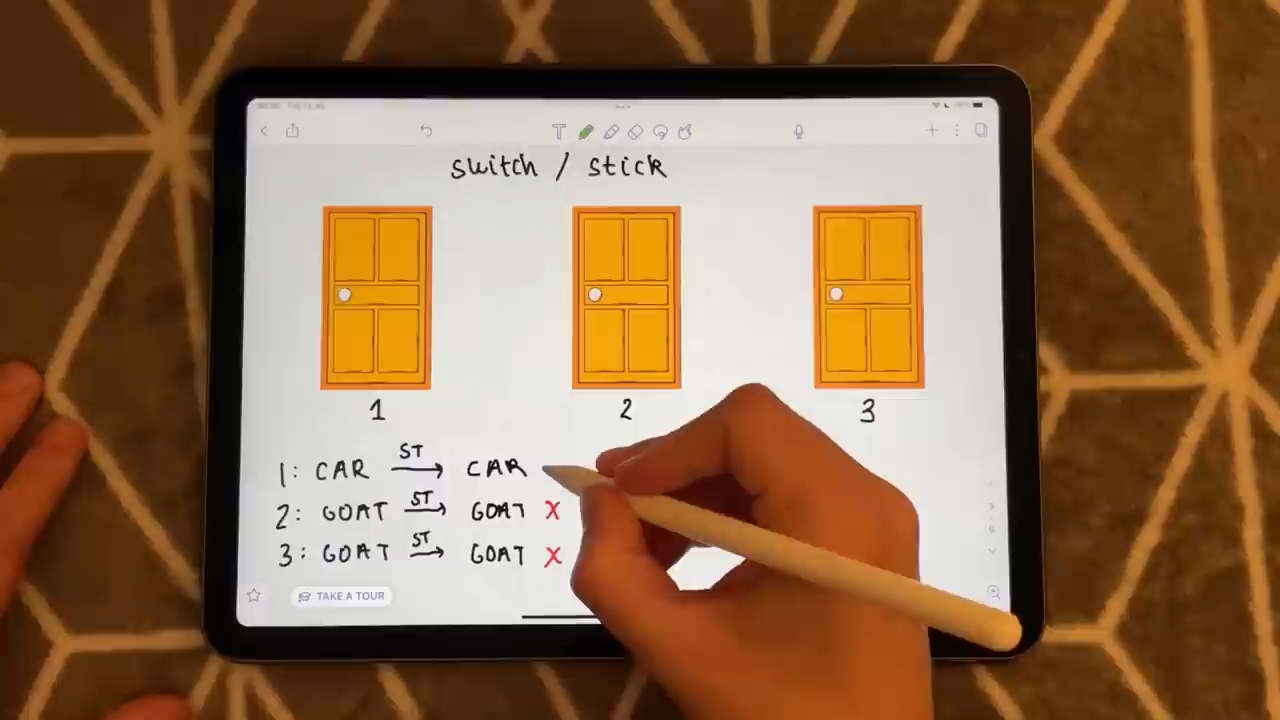 switch / stick
1 2 3
1: CAR ST → CAR
2: GOAT ST → GOAT X
3: GOAT ST → GOAT X
TAKE A TOUR